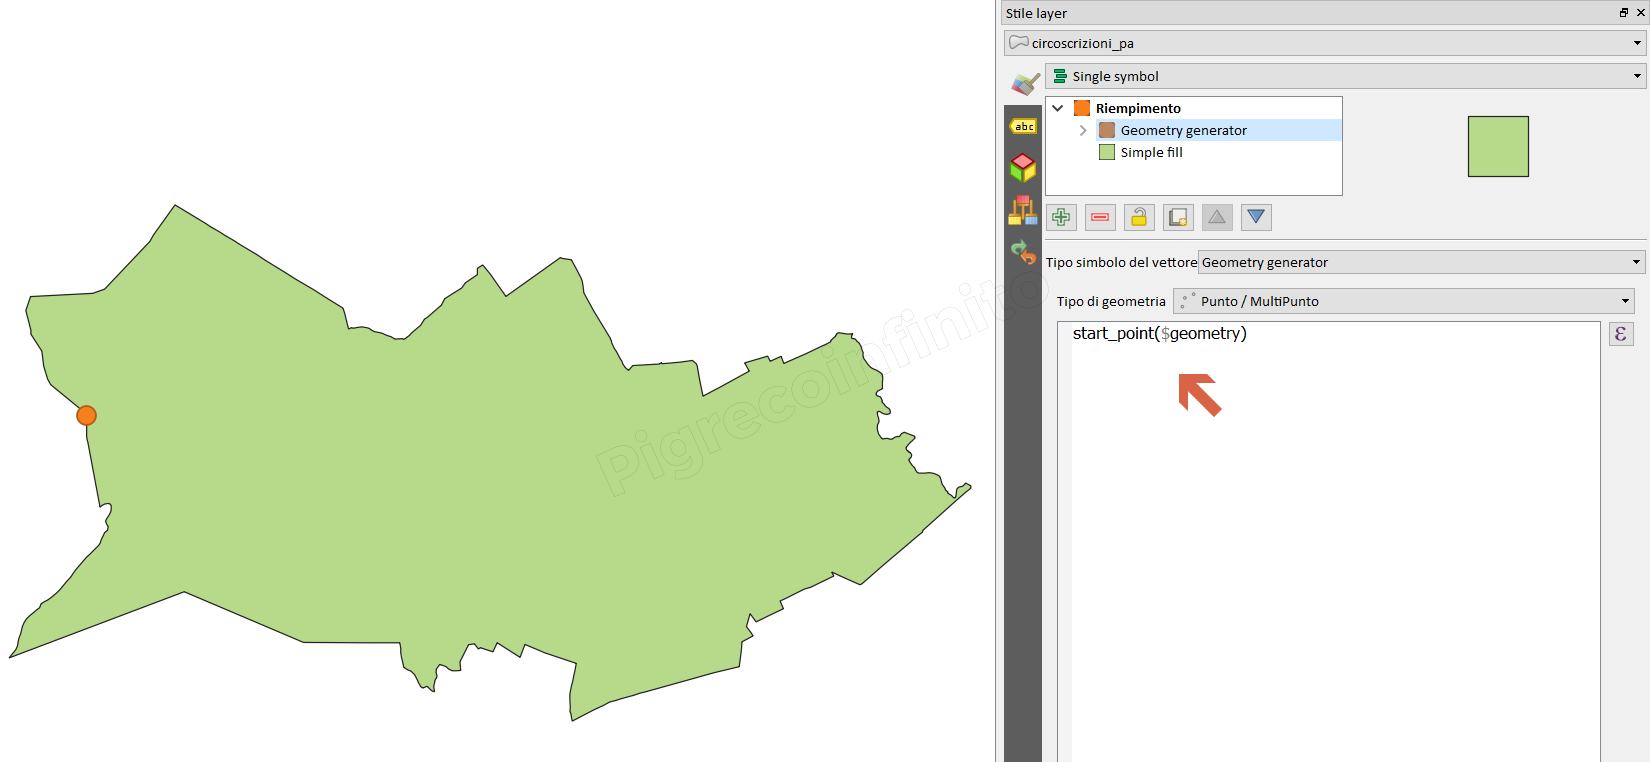 Stile layer
circoscrizioni_pa
Single symbol
Riempimento
abc
Geometry generator
Simple fill
Tipo simbolo del vettore Geometry generator
Tipo di geometria Punto / MultiPunto
start_point($geometry)
ε
Pigrecoinfinito